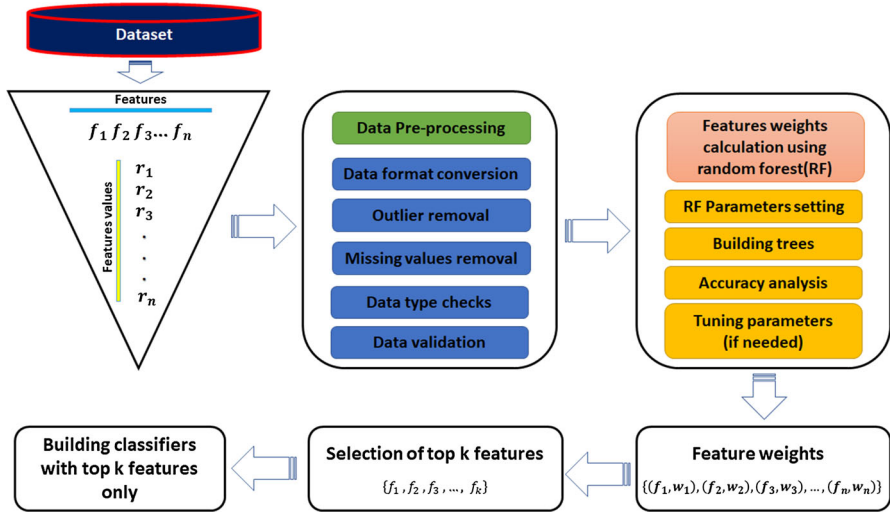 Dataset
Features
f₁ f₂ f₃… fₙ
Features values
r₁
r₂
r₃
.
.
.
rₙ
Data Pre-processing
Data format conversion
Outlier removal
Missing values removal
Data type checks
Data validation
Features weights
calculation using
random forest(RF)
RF Parameters setting
Building trees
Accuracy analysis
Tuning parameters
(if needed)
Feature weights
{(f₁,w₁),(f₂,w₂),(f₃,w₃),…,(fₙ,wₙ)}
Selection of top k features
{f₁,f₂,f₃,…, fₖ}
Building classifiers
with top k features
only